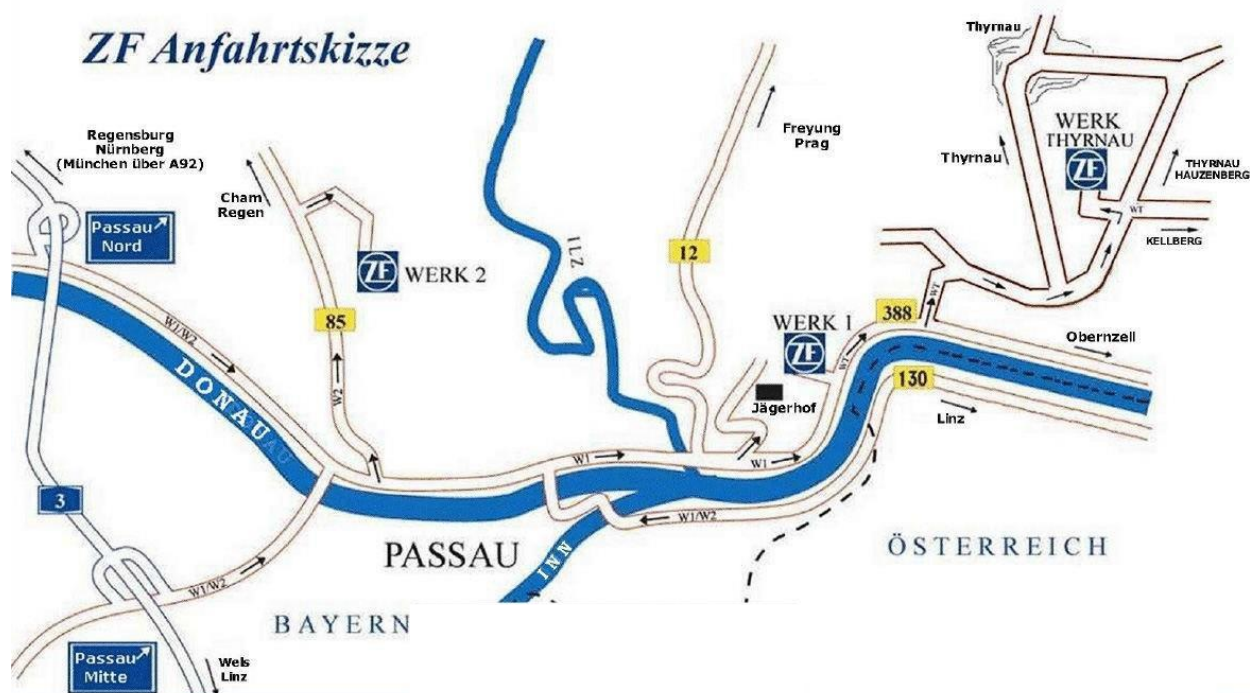 ZF Anfahrtskizze
Regensburg
Nürnberg
(München über A92)
Passau
Nord
Cham
Regen
ZF
WERK 2
85
W1/W2
W2
DONAU
ILZ
12
Freyung
Prag
Thyrnau
Thyrnau
WERK
THYRNAU
ZF
THYRNAU
HAUZENBERG
WT
KELLBERG
WERK 1
ZF
388
WT
WT
Obernzell
130
Linz
Jägerhof
W1
W1
W1/W2
3
PASSAU
INN
ÖSTERREICH
W1/W2
BAYERN
Passau
Mitte
Wels
Linz